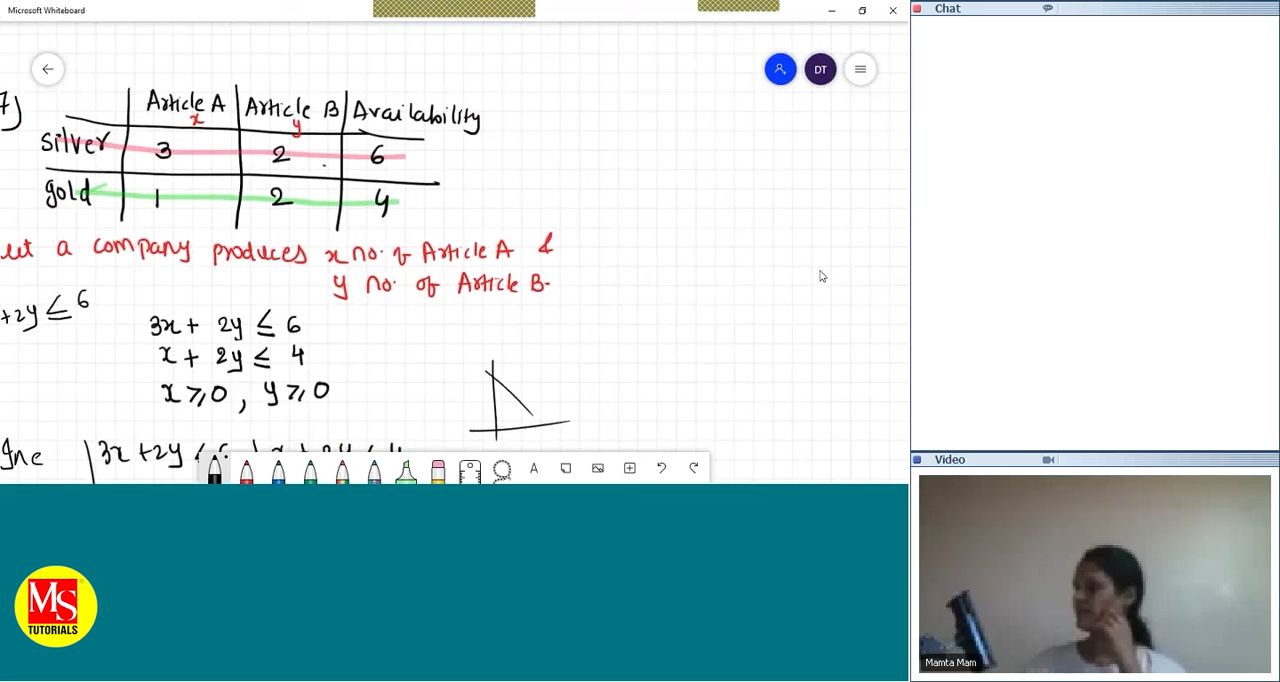 Microsoft Whiteboard
Chat
DT
7)
Article A
Article B
Availability
x
y
silver
3
2
6
gold
1
2
4
Let a company produces x no. of Article A &
y no. of Article B.
+2y ≤ 6
3x + 2y ≤ 6
x + 2y ≤ 4
x ≥ 0 , y ≥ 0
Ine
3x +2y ≤
A
Video
MS
TUTORIALS
Mamta Mam